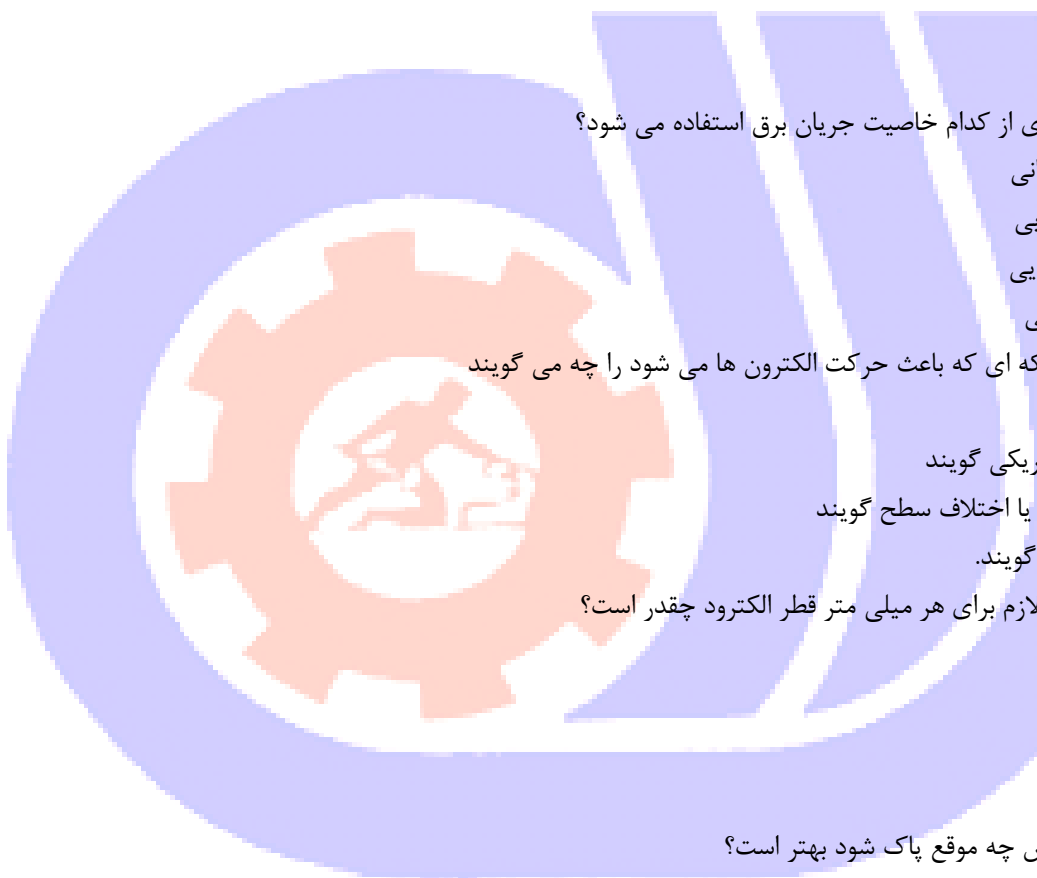 ی از کدام خاصیت جریان برق استفاده می شود؟
انی
یی
ایی
ی
که ای که باعث حرکت الکترون ها می شود را چه می گویند
ریکی گویند
یا اختلاف سطح گویند
گویند.
لازم برای هر میلی متر قطر الکترود چقدر است؟
چه موقع پاک شود بهتر است؟